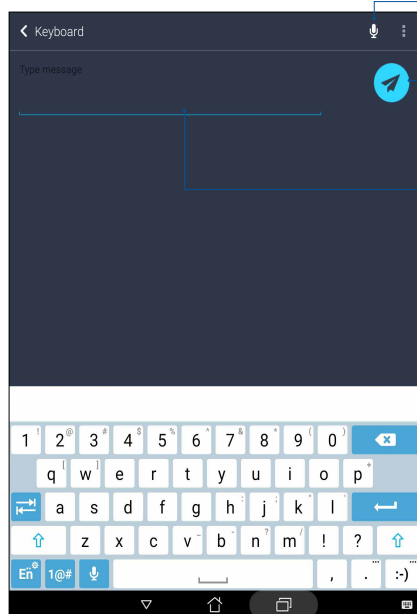 Keyboard
Type message
1 ! 2 @ 3 # 4 $ 5 % 6 ^ 7 & 8 * 9 ( 0 )
q [ w ] e r t y u i o p +
a s d f g h : j ; k " l '
z x c v - b - n ? m / ! ?
En 1@# , . ... :-) ...